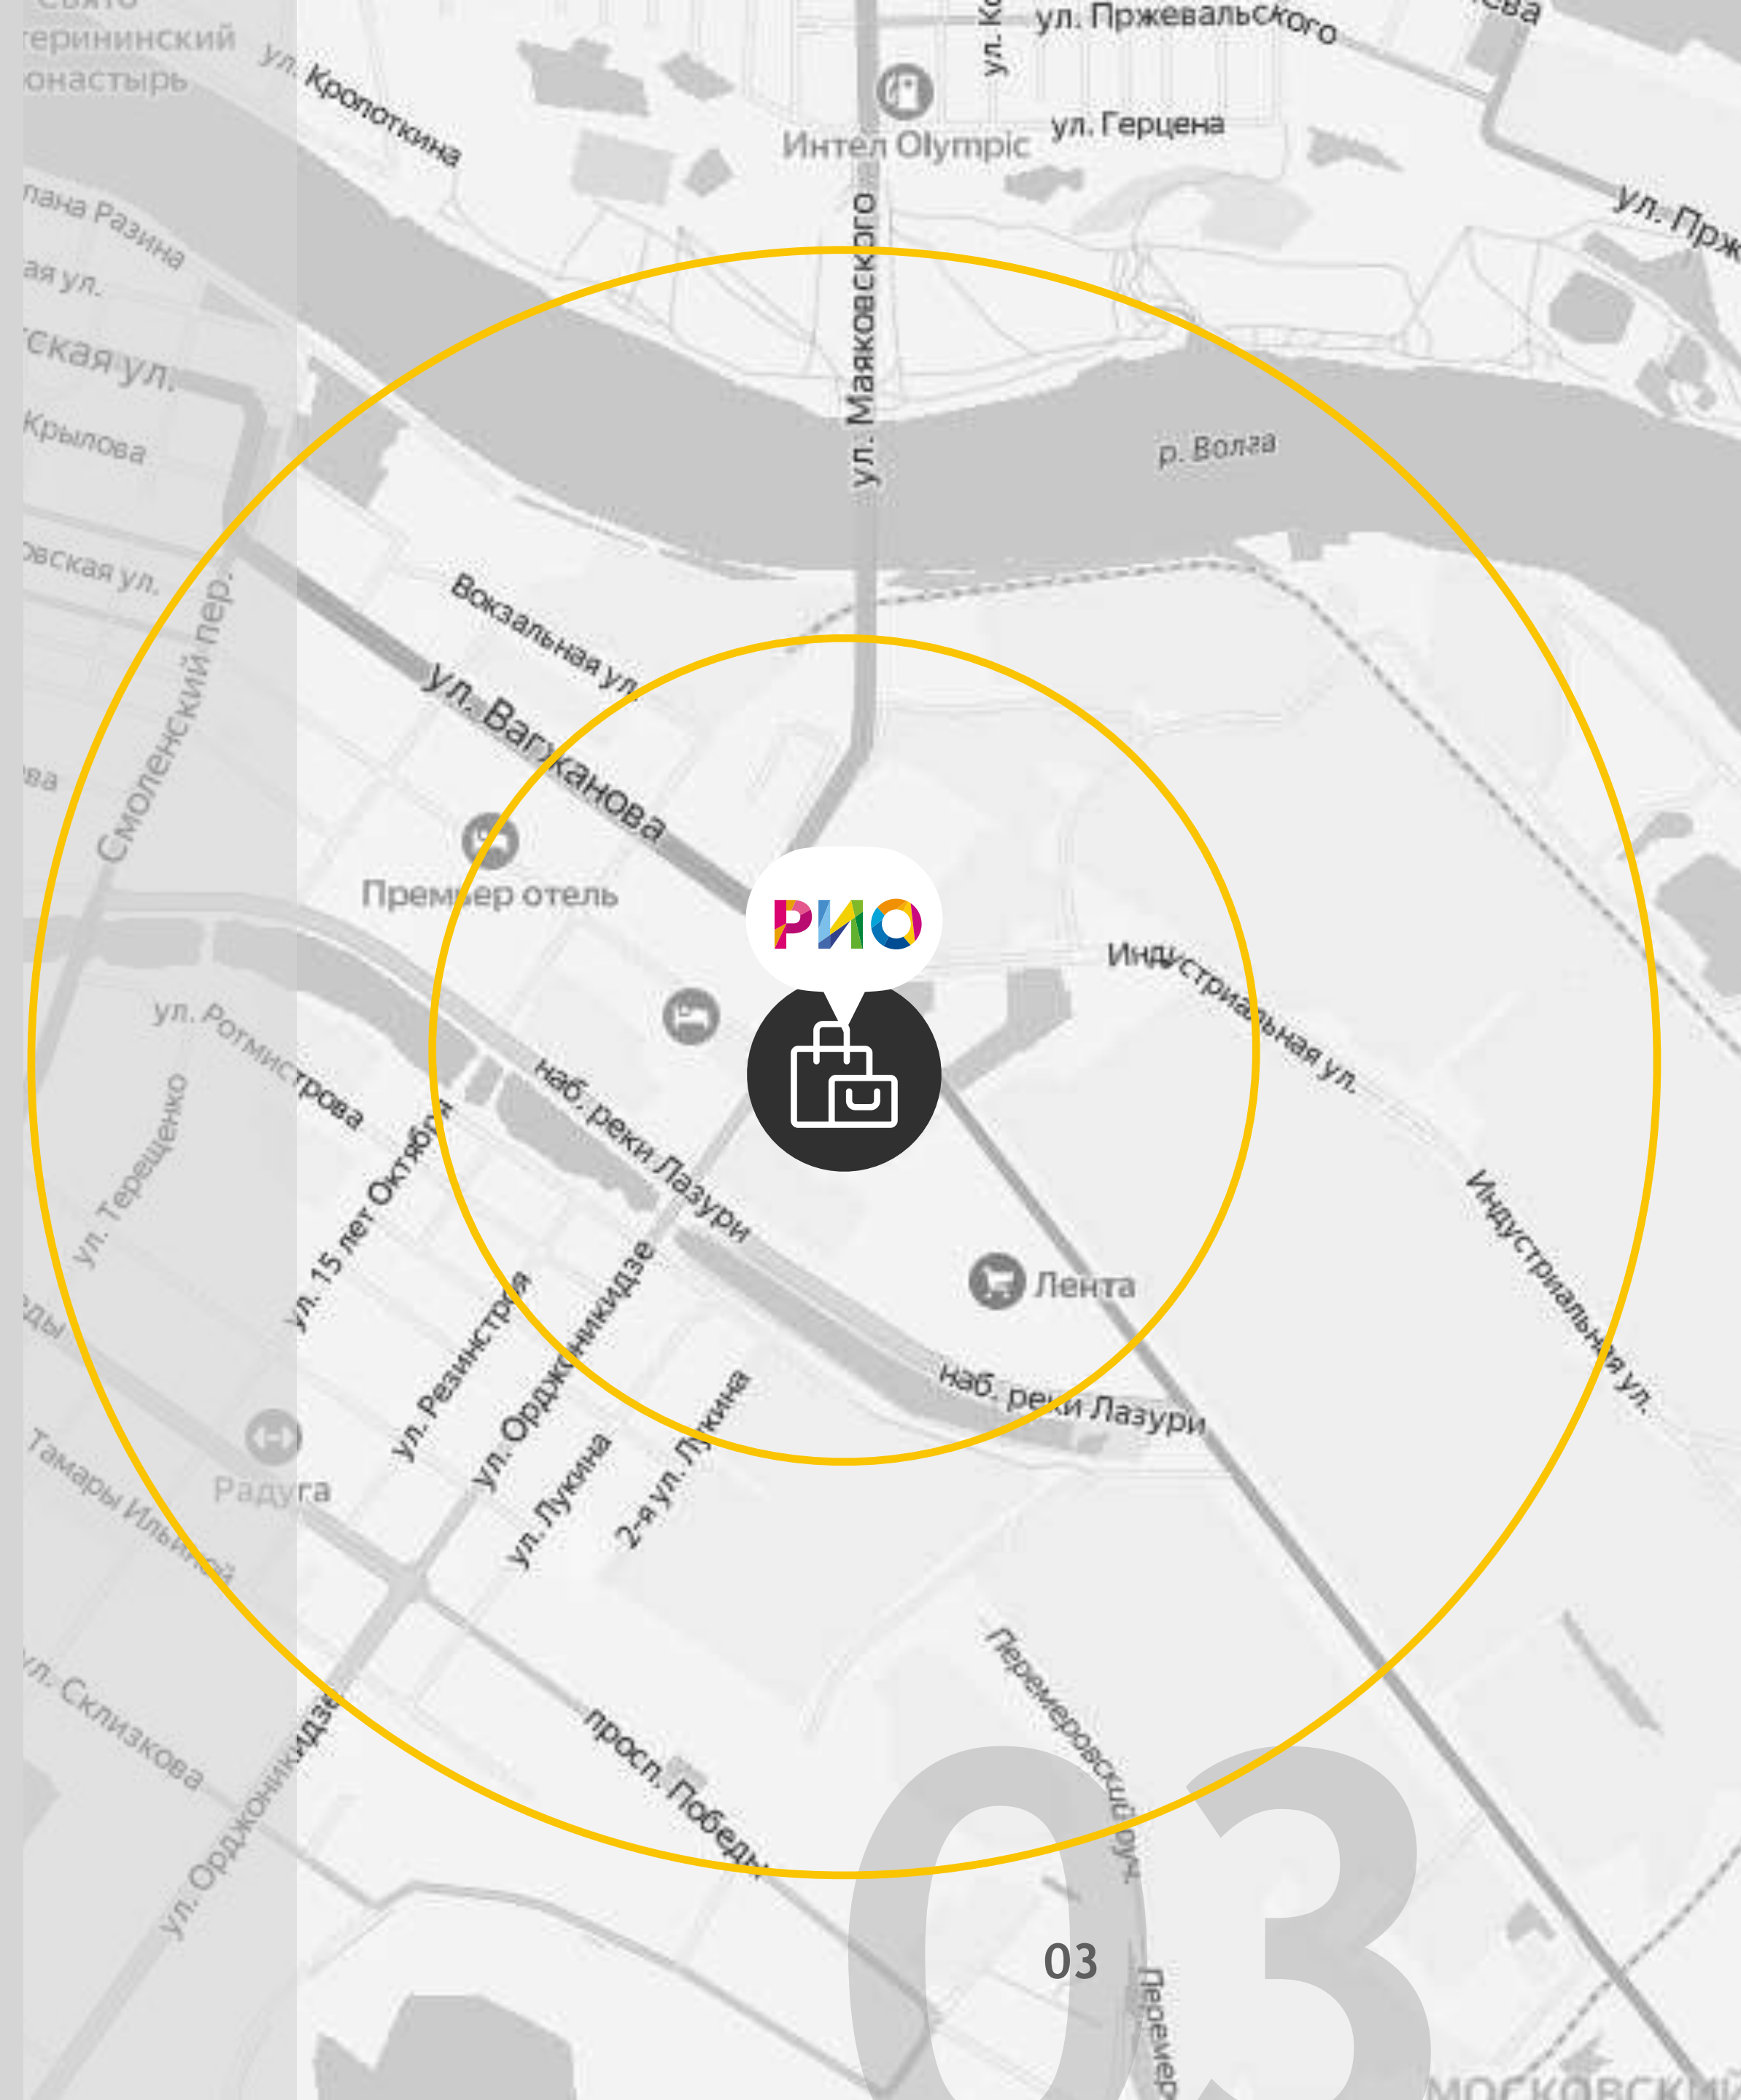 ул. Пржевальского
ул. Кропоткина
Интел Olympic
ул. Герцена
ул. Маяковского
ая ул.
Крылова
р. Волга
Вокзальная ул.
Смоленский пер.
ул. Вагжанова
Премьер отель
РИО
Индустриальная ул.
ул. Ротмистрова
наб. реки Лазури
ул. Терещенко
ул. 15 лет Октября
Лента
Индустриальная ул.
ул. Резинстроя
ул. Орджоникидзе
наб. реки Лазури
Радуга
Тамары Ильиной
ул. Лукина
2-я ул. Лукина
ул. Склизкова
ул. Орджоникидзе
просп. Победы
Перемеровский руч.
03
03